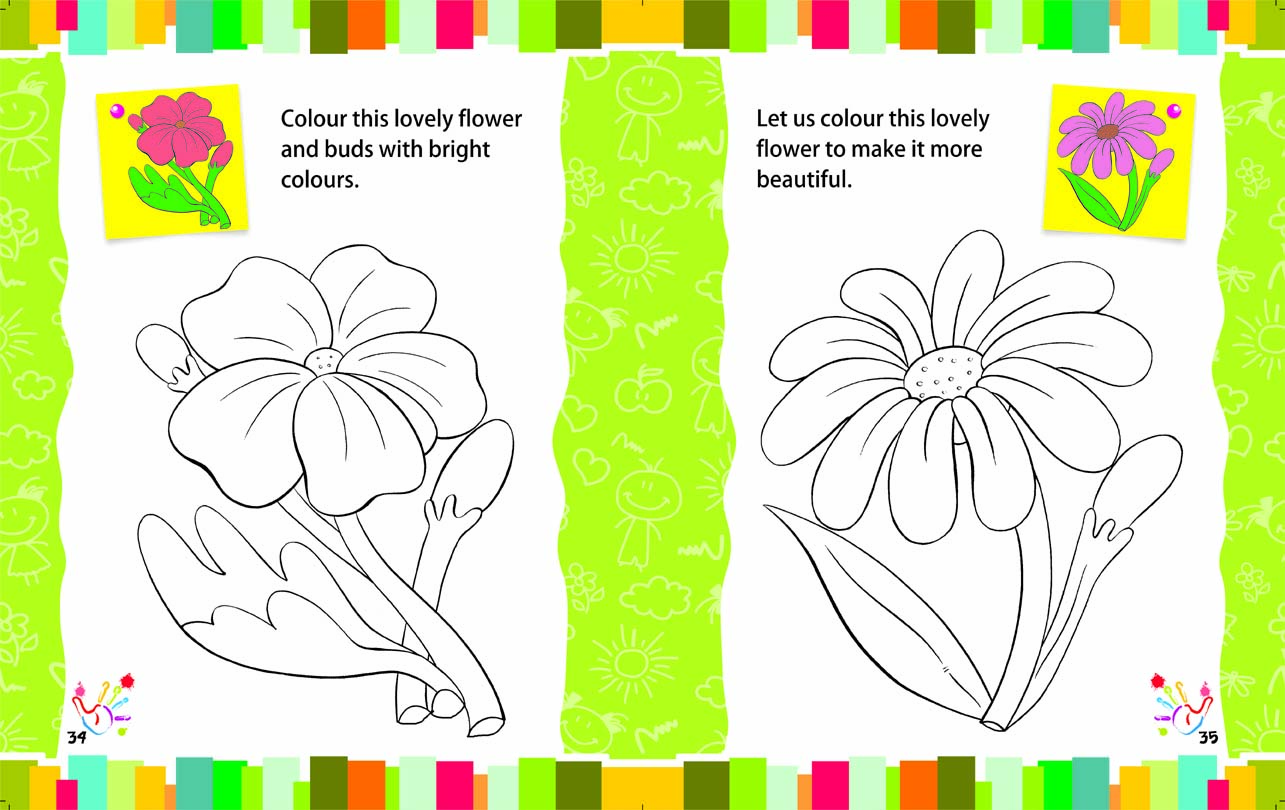 Colour this lovely flower
and buds with bright
colours.
34
Let us colour this lovely
flower to make it more
beautiful.
35